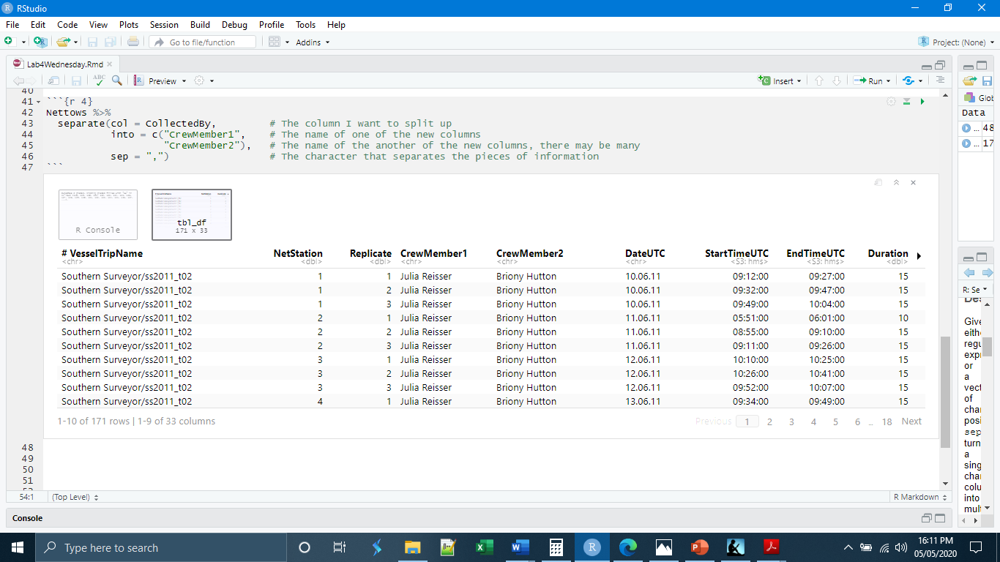 RStudio
File Edit Code View Plots Session Build Debug Profile Tools Help
Go to file/function Addins Project: (None)
Lab4Wednesday.Rmd
ABC Preview Insert Run
40
41 ```{r 4}
42 Nettows %>%
43 separate(col = CollectedBy, # The column I want to split up
44 into = c("CrewMember1", # The name of one of the new columns
45 "CrewMember2"), # The name of the another of the new columns, there may be many
46 sep = ",") # The character that separates the pieces of information
47 ```
R Console
tbl_df
171 x 33
# VesselTripName NetStation Replicate CrewMember1 CrewMember2 DateUTC StartTimeUTC EndTimeUTC Duration
<chr> <dbl> <dbl> <chr> <chr> <chr> <S3: hms> <S3: hms> <dbl>
Southern Surveyor/ss2011_t02 1 1 Julia Reisser Briony Hutton 10.06.11 09:12:00 09:27:00 15
Southern Surveyor/ss2011_t02 1 2 Julia Reisser Briony Hutton 10.06.11 09:32:00 09:47:00 15
Southern Surveyor/ss2011_t02 1 3 Julia Reisser Briony Hutton 10.06.11 09:49:00 10:04:00 15
Southern Surveyor/ss2011_t02 2 1 Julia Reisser Briony Hutton 11.06.11 05:51:00 06:01:00 10
Southern Surveyor/ss2011_t02 2 2 Julia Reisser Briony Hutton 11.06.11 08:55:00 09:10:00 15
Southern Surveyor/ss2011_t02 2 3 Julia Reisser Briony Hutton 11.06.11 09:11:00 09:26:00 15
Southern Surveyor/ss2011_t02 3 1 Julia Reisser Briony Hutton 12.06.11 10:10:00 10:25:00 15
Southern Surveyor/ss2011_t02 3 2 Julia Reisser Briony Hutton 12.06.11 10:26:00 10:41:00 15
Southern Surveyor/ss2011_t02 3 3 Julia Reisser Briony Hutton 12.06.11 09:52:00 10:07:00 15
Southern Surveyor/ss2011_t02 4 1 Julia Reisser Briony Hutton 13.06.11 09:34:00 09:49:00 15
1-10 of 171 rows | 1-9 of 33 columns Previous 1 2 3 4 5 6 ... 18 Next
48
49
50
51
54:1 (Top Level) R Markdown
Console
Glob
Data
... 48
... 17
R: Se
Des
Give
eith
regu
exp
or
a
vect
of
char
posi
sep
turn
a
sing
char
colu
into
mult
Type here to search
16:11 PM
05/05/2020